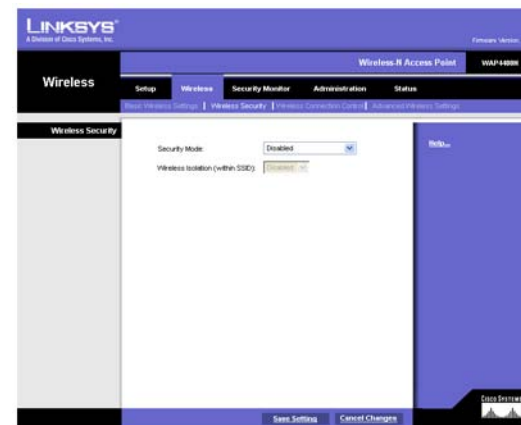 LINKSYS®
A Division of Cisco Systems, Inc.
Firmware Version
Wireless-N Access Point
WAP4400N
Wireless
Setup
Wireless
Security Monitor
Administration
Status
Basic Wireless Settings | Wireless Security | Wireless Connection Control | Advanced Wireless Settings
Wireless Security
Security Mode: Disabled
Wireless Isolation (within SSID): Disabled
Help...
Save Setting
Cancel Changes
CISCO SYSTEMS